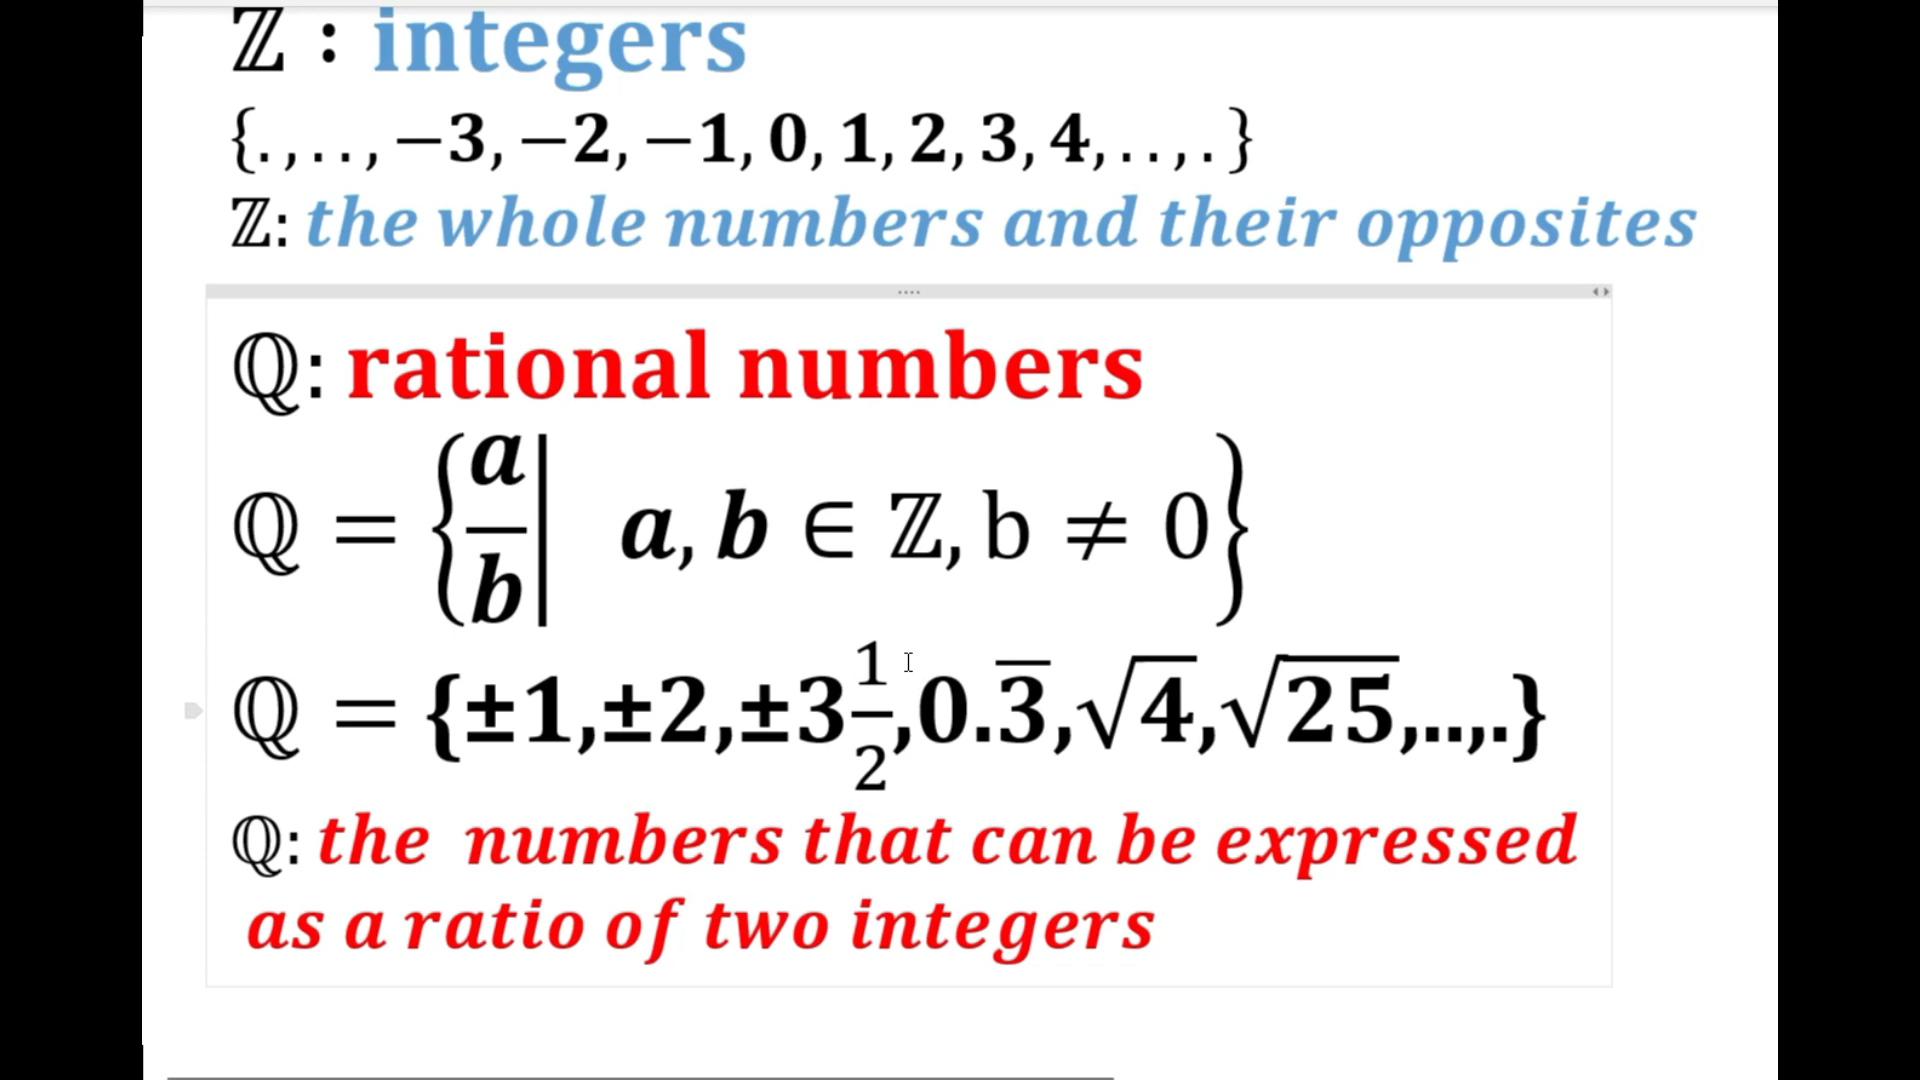 ℤ : integers
{.,..,−3,−2,−1,0,1,2,3,4,..,.}
ℤ: the whole numbers and their opposites
ℚ: rational numbers
ℚ = {a/b| a, b ∈ ℤ, b ≠ 0}
ℚ = {±1,±2,±3 1/2,0.3̅,√4,√25,..,.}
ℚ: the numbers that can be expressed
as a ratio of two integers